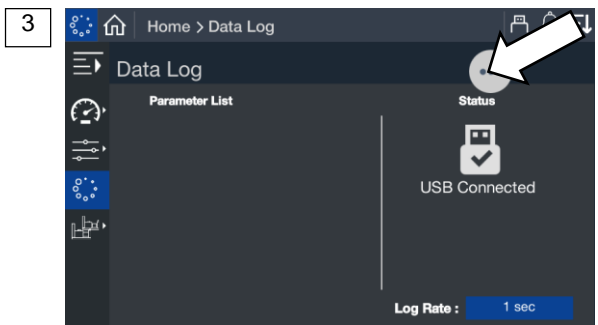 3
Home > Data Log
Data Log
Parameter List
Status
USB Connected
Log Rate :
1 sec